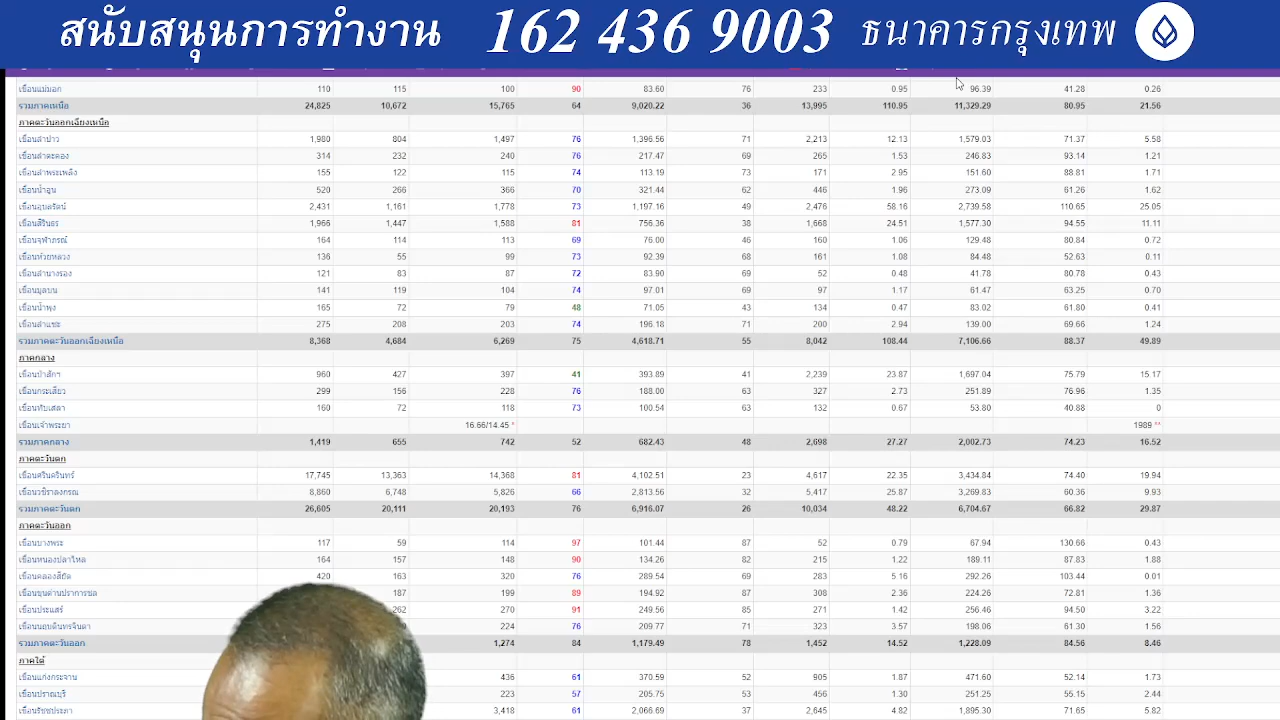 สนับสนุนการทำงาน 162 436 9003 ธนาคารกรุงเทพ
เขื่อนแม่มอก 110 115 100 90 83.60 76 233 0.95 96.39 41.28 0.26
รวมภาคเหนือ 24,825 10,672 15,765 64 9,020.22 36 13,995 110.95 11,329.29 80.95 21.56
ภาคตะวันออกเฉียงเหนือ
เขื่อนลำปาว 1,980 804 1,497 76 1,396.56 71 2,213 12.13 1,579.03 71.37 5.58
เขื่อนลำตะคอง 314 232 240 76 217.47 69 265 1.53 246.83 93.14 1.21
เขื่อนลำพระเพลิง 155 122 115 74 113.19 73 171 2.95 151.60 88.81 1.71
เขื่อนน้ำอูน 520 266 366 70 321.44 62 446 1.96 273.09 61.26 1.62
เขื่อนอุบลรัตน์ 2,431 1,161 1,778 73 1,197.16 49 2,476 58.16 2,739.58 110.65 25.05
เขื่อนสิรินธร 1,966 1,447 1,588 81 756.36 38 1,668 24.51 1,577.30 94.55 11.11
เขื่อนจุฬาภรณ์ 164 114 113 69 76.00 46 160 1.06 129.48 80.84 0.72
เขื่อนห้วยหลวง 136 55 99 73 92.39 68 161 1.08 84.48 52.63 0.11
เขื่อนลำนางรอง 121 83 87 72 83.90 69 52 0.48 41.78 80.78 0.43
เขื่อนมูลบน 141 119 104 74 97.01 69 97 1.17 61.47 63.25 0.70
เขื่อนน้ำพุง 165 72 79 48 71.05 43 134 0.47 83.02 61.80 0.41
เขื่อนลำแซะ 275 208 203 74 196.18 71 200 2.94 139.00 69.66 1.24
รวมภาคตะวันออกเฉียงเหนือ 8,368 4,684 6,269 75 4,618.71 55 8,042 108.44 7,106.66 88.37 49.89
ภาคกลาง
เขื่อนป่าสักฯ 960 427 397 41 393.89 41 2,239 23.87 1,697.04 75.79 15.17
เขื่อนกระเสียว 299 156 228 76 188.00 63 327 2.73 251.89 76.96 1.35
เขื่อนทับเสลา 160 72 118 73 100.54 63 132 0.67 53.80 40.88 0
เขื่อนเจ้าพระยา 16.66/14.45 * 1989 **
รวมภาคกลาง 1,419 655 742 52 682.43 48 2,698 27.27 2,002.73 74.23 16.52
ภาคตะวันตก
เขื่อนศรีนครินทร์ 17,745 13,363 14,368 81 4,102.51 23 4,617 22.35 3,434.84 74.40 19.94
เขื่อนวชิราลงกรณ 8,860 6,748 5,826 66 2,813.56 32 5,417 25.87 3,269.83 60.36 9.93
รวมภาคตะวันตก 26,605 20,111 20,193 76 6,916.07 26 10,034 48.22 6,704.67 66.82 29.87
ภาคตะวันออก
เขื่อนบางพระ 117 59 114 97 101.44 87 52 0.79 67.94 130.66 0.43
เขื่อนหนองปลาไหล 164 157 148 90 134.26 82 215 1.22 189.11 87.83 1.88
เขื่อนคลองสียัด 420 163 320 76 289.54 69 283 5.16 292.26 103.44 0.01
เขื่อนขุนด่านปราการชล 187 199 89 194.92 87 308 2.36 224.26 72.81 1.36
เขื่อนประแสร์ 262 270 91 249.56 85 271 1.42 256.46 94.50 3.22
เขื่อนนฤบดินทรจินดา 224 76 209.77 71 323 3.57 198.06 61.30 1.56
รวมภาคตะวันออก 1,274 84 1,179.49 78 1,452 14.52 1,228.09 84.56 8.46
ภาคใต้
เขื่อนแก่งกระจาน 436 61 370.59 52 905 1.87 471.60 52.14 1.73
เขื่อนปราณบุรี 223 57 205.75 53 456 1.30 251.25 55.15 2.44
เขื่อนรัชชประภา 3,418 61 2,066.69 37 2,645 4.82 1,895.30 71.65 5.82